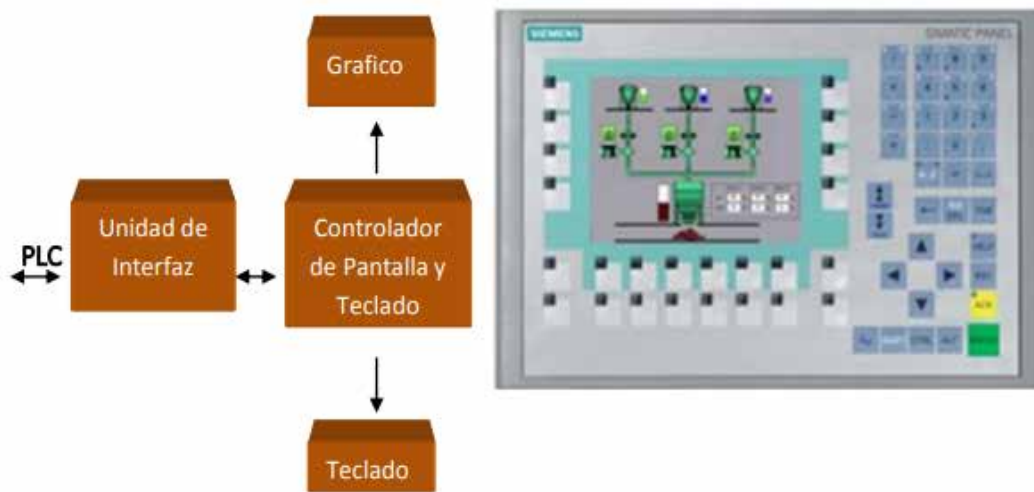 Grafico
SIEMENS
SIMATIC PANEL
Unidad de
Interfaz
PLC
Controlador
de Pantalla y
Teclado
Teclado
ACK